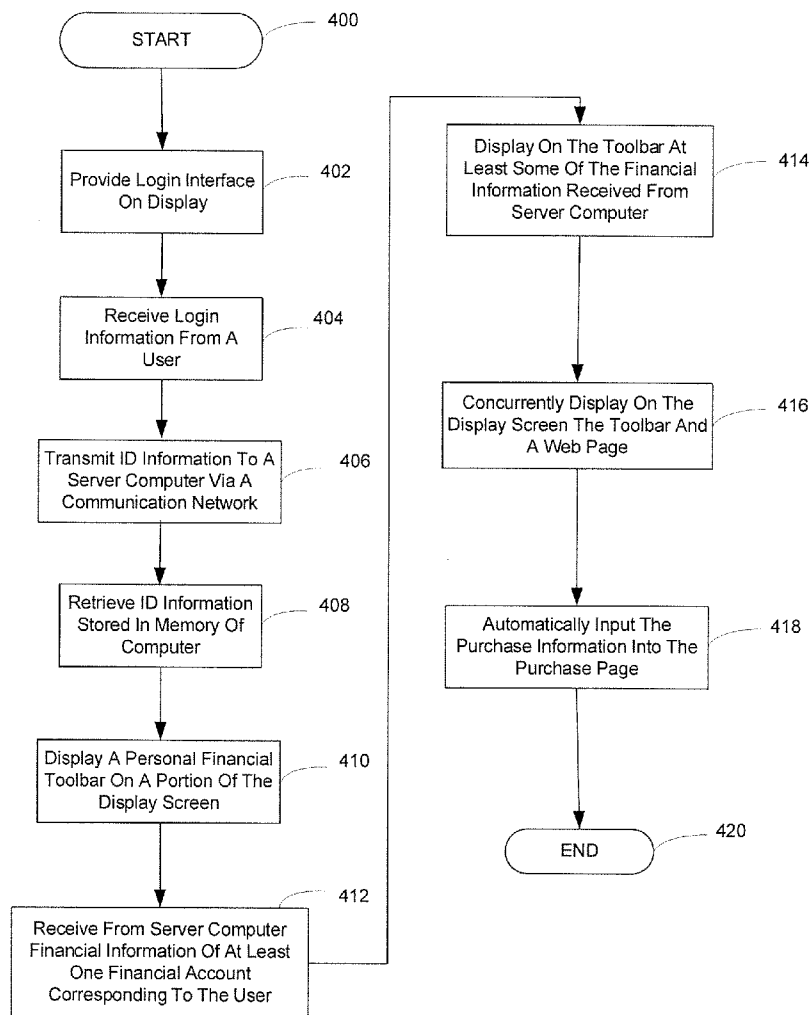 START
400
Provide Login Interface
On Display
402
Receive Login
Information From A
User
404
Transmit ID Information To A
Server Computer Via A
Communication Network
406
Retrieve ID Information
Stored In Memory Of
Computer
408
Display A Personal Financial
Toolbar On A Portion Of The
Display Screen
410
Receive From Server Computer
Financial Information Of At Least
One Financial Account
Corresponding To The User
412
Display On The Toolbar At
Least Some Of The Financial
Information Received From
Server Computer
414
Concurrently Display On The
Display Screen The Toolbar And
A Web Page
416
Automatically Input The
Purchase Information Into The
Purchase Page
418
END
420